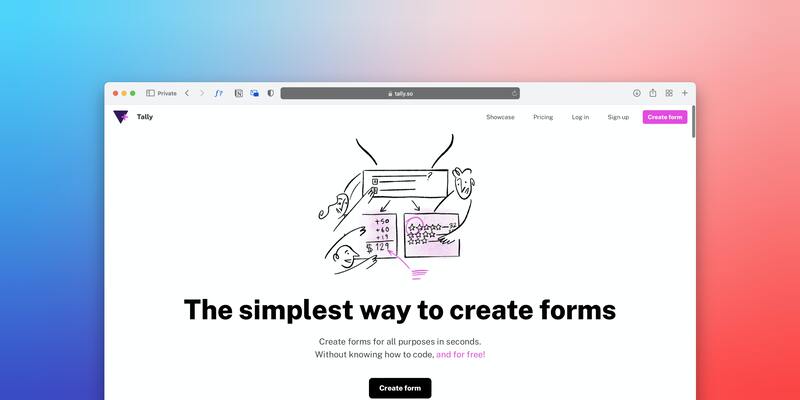 Private
tally.so
Tally
Showcase
Pricing
Log in
Sign up
Create form
?
+50
+60
+19
$ 129
The simplest way to create forms
Create forms for all purposes in seconds.
Without knowing how to code, and for free!
Create form